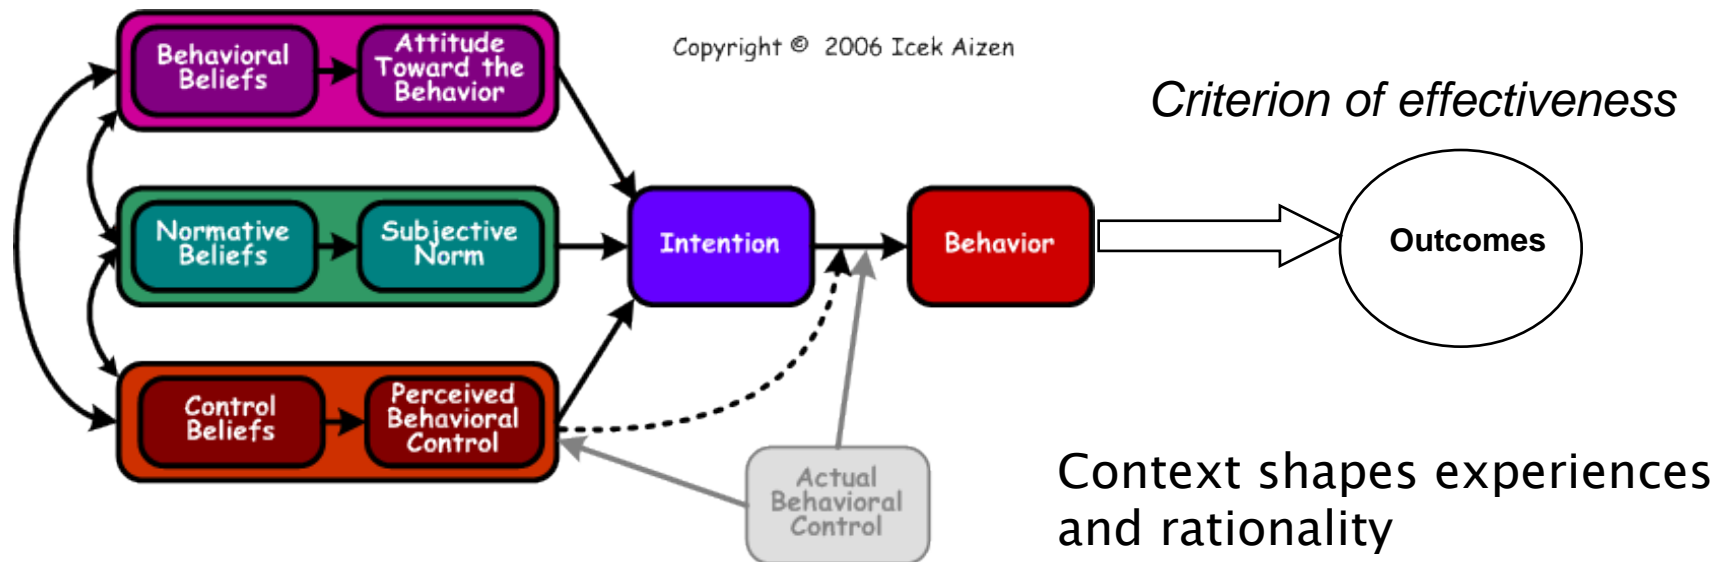 Copyright © 2006 Icek Aizen
Behavioral
Beliefs
Attitude
Toward the
Behavior
Criterion of effectiveness
Normative
Beliefs
Subjective
Norm
Intention
Behavior
Outcomes
Control
Beliefs
Perceived
Behavioral
Control
Actual
Behavioral
Control
Context shapes experiences
and rationality